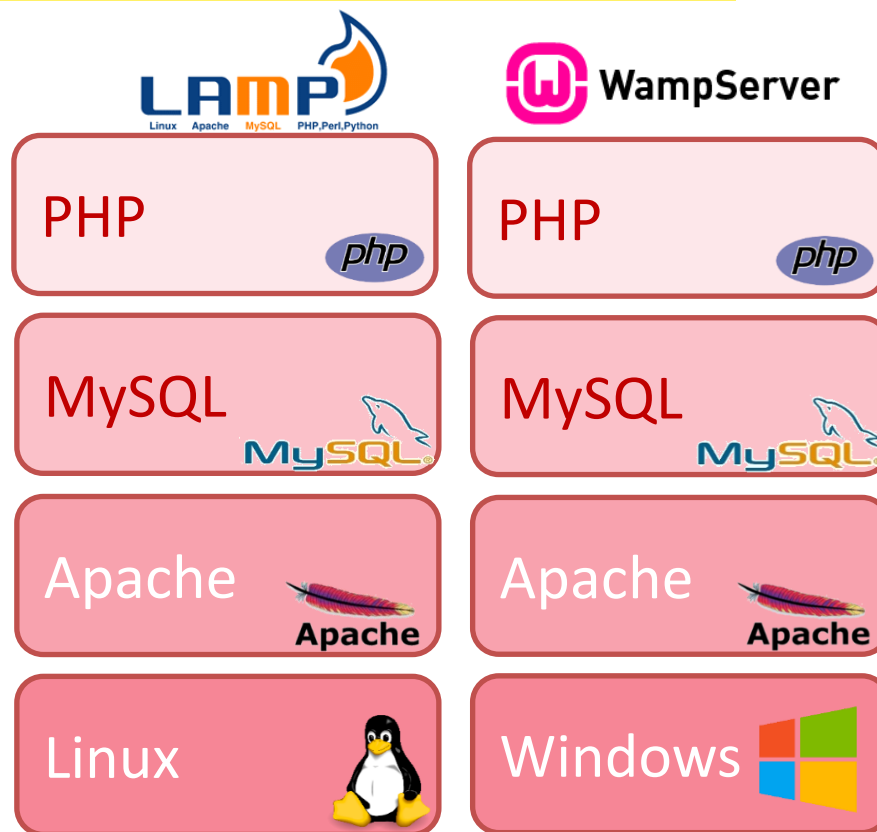 LAMP
Linux Apache MySQL PHP,Perl,Python
WampServer
PHP
php
PHP
php
MySQL
MySQL
MySQL
MySQL
Apache
Apache
Apache
Apache
Linux
Windows